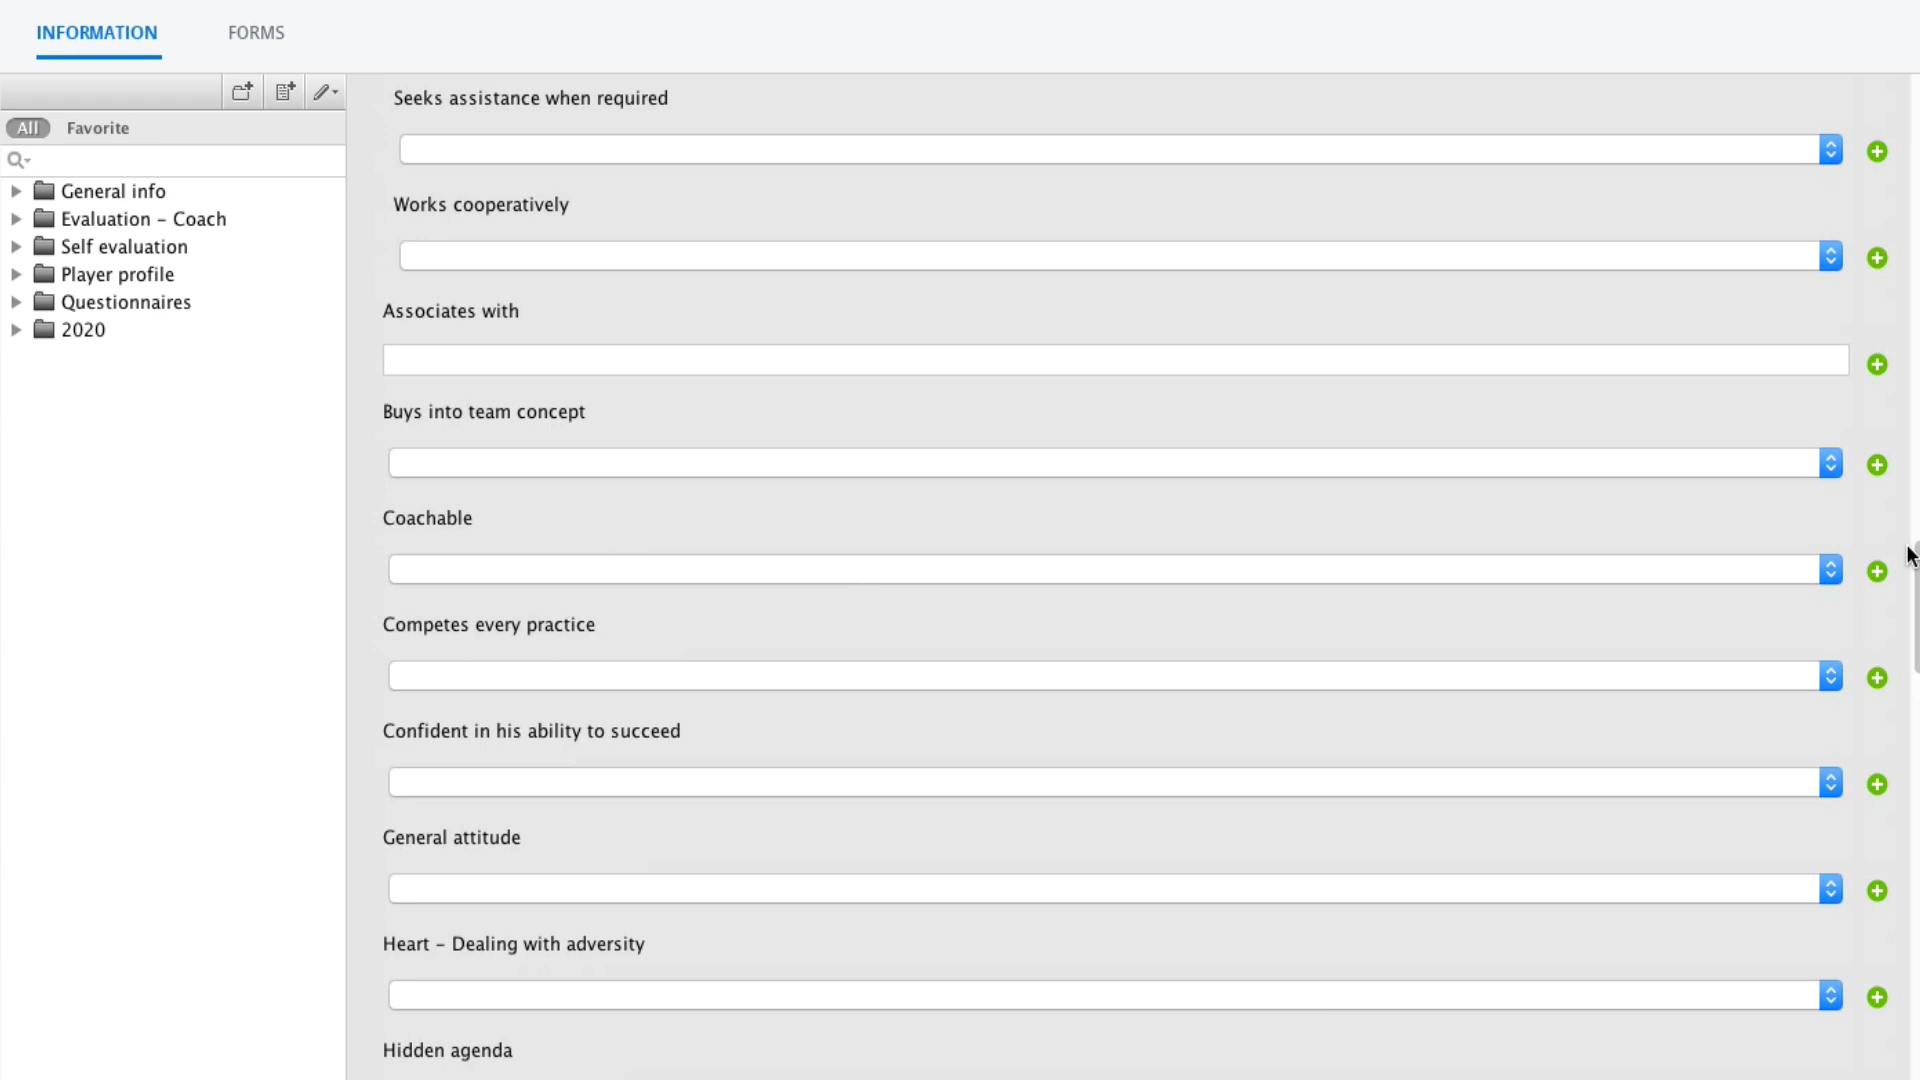 INFORMATION
FORMS
All
Favorite
General info
Evaluation – Coach
Self evaluation
Player profile
Questionnaires
2020
Seeks assistance when required
Works cooperatively
Associates with
Buys into team concept
Coachable
Competes every practice
Confident in his ability to succeed
General attitude
Heart – Dealing with adversity
Hidden agenda